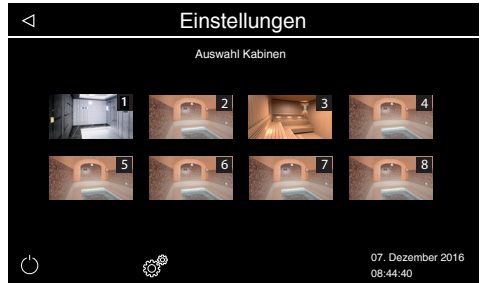 Einstellungen
Auswahl Kabinen
1 2 3 4
5 6 7 8
07. Dezember 2016
08:44:40